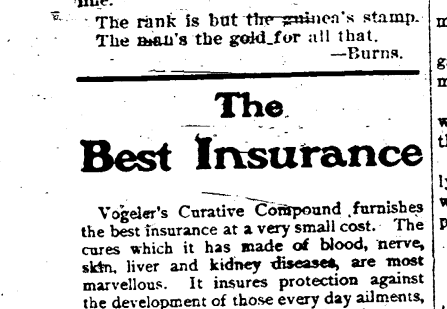 The rank is but the guinea's stamp.
The man's the gold for all that.
—Burns.
The
Best Insurance
Vogeler's Curative Compound furnishes
the best insurance at a very small cost. The
cures which it has made of blood, nerve,
skin, liver and kidney diseases, are most
marvellous. It insures protection against
the development of those every day ailments,